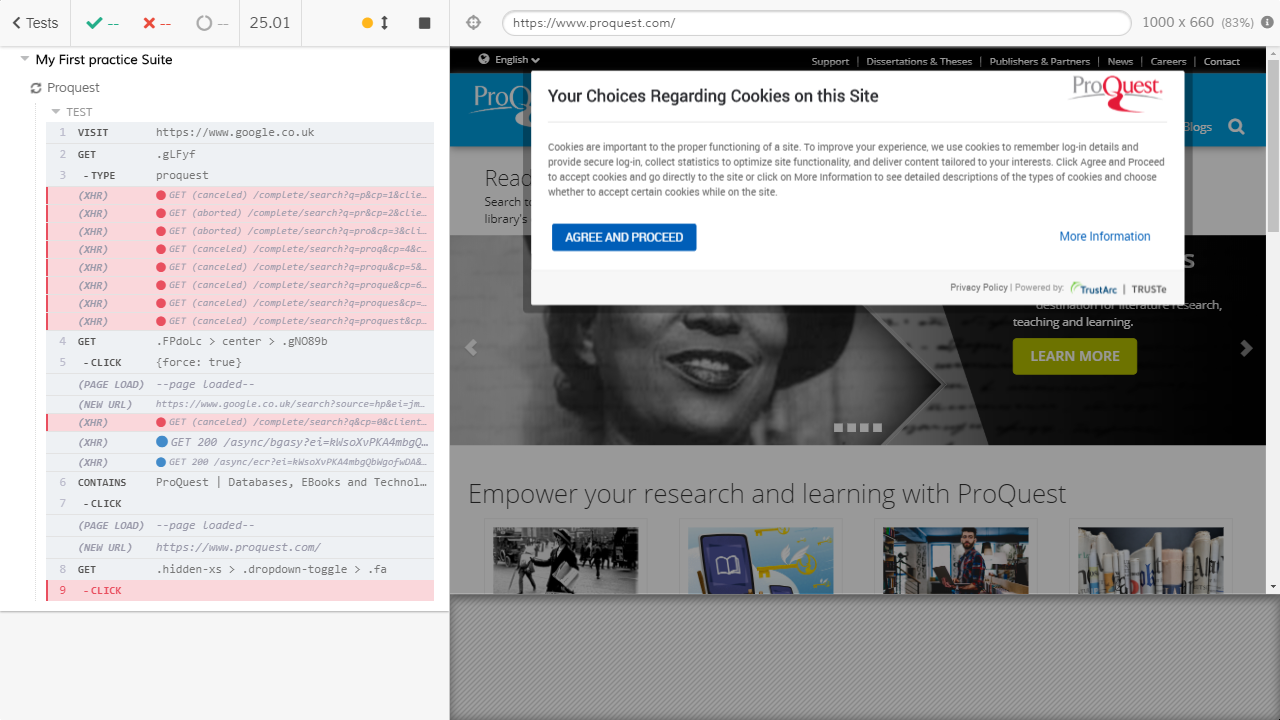 Tests
--
--
--
25.01
My First practice Suite
Proquest
TEST
1 VISIT https://www.google.co.uk
2 GET .gLFyf
3 -TYPE proquest
(XHR) GET (canceled) /complete/search?q=p&cp=1&clie…
(XHR) GET (aborted) /complete/search?q=pr&cp=2&clie…
(XHR) GET (aborted) /complete/search?q=pro&cp=3&cli…
(XHR) GET (canceled) /complete/search?q=proq&cp=4&c…
(XHR) GET (canceled) /complete/search?q=proqu&cp=5&…
(XHR) GET (canceled) /complete/search?q=proque&cp=6…
(XHR) GET (canceled) /complete/search?q=proques&cp=…
(XHR) GET (canceled) /complete/search?q=proquest&cp…
4 GET .FPdoLc > center > .gNO89b
5 -CLICK {force: true}
(PAGE LOAD) --page loaded--
(NEW URL) https://www.google.co.uk/search?source=hp&ei=jm…
(XHR) GET (canceled) /complete/search?q&cp=0&client…
(XHR) GET 200 /async/bgasy?ei=kWsoXvPKA4mbgQ…
(XHR) GET 200 /async/ecr?ei=kWsoXvPKA4mbgQbWgofwDA&…
6 CONTAINS ProQuest | Databases, EBooks and Technol…
7 -CLICK
(PAGE LOAD) --page loaded--
(NEW URL) https://www.proquest.com/
8 GET .hidden-xs > .dropdown-toggle > .fa
9 -CLICK
https://www.proquest.com/
1000 x 660 (83%)
English
Support | Dissertations & Theses | Publishers & Partners | News | Careers | Contact
ProQ
Blogs
Your Choices Regarding Cookies on this Site
ProQuest.
Cookies are important to the proper functioning of a site. To improve your experience, we use cookies to remember log-in details and
provide secure log-in, collect statistics to optimize site functionality, and deliver content tailored to your interests. Click Agree and Proceed
to accept cookies and go directly to the site or click on More Information to see detailed descriptions of the types of cookies and choose
whether to accept certain cookies while on the site.
AGREE AND PROCEED
More Information
Privacy Policy | Powered by: TrustArc | TRUSTe
Read
Search to
library's
s
destination for literature research,
teaching and learning.
LEARN MORE
Empower your research and learning with ProQuest